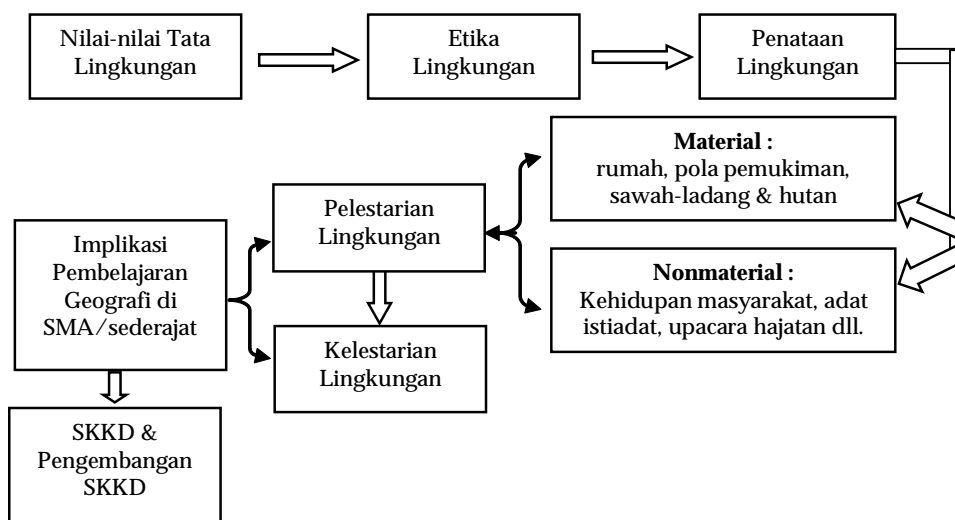 Nilai-nilai Tata
Lingkungan
Etika
Lingkungan
Penataan
Lingkungan
Material :
rumah, pola pemukiman,
sawah-ladang & hutan
Pelestarian
Lingkungan
Implikasi
Pembelajaran
Geografi di
SMA/sederajat
Nonmaterial :
Kehidupan masyarakat, adat
istiadat, upacara hajatan dll.
Kelestarian
Lingkungan
SKKD &
Pengembangan
SKKD